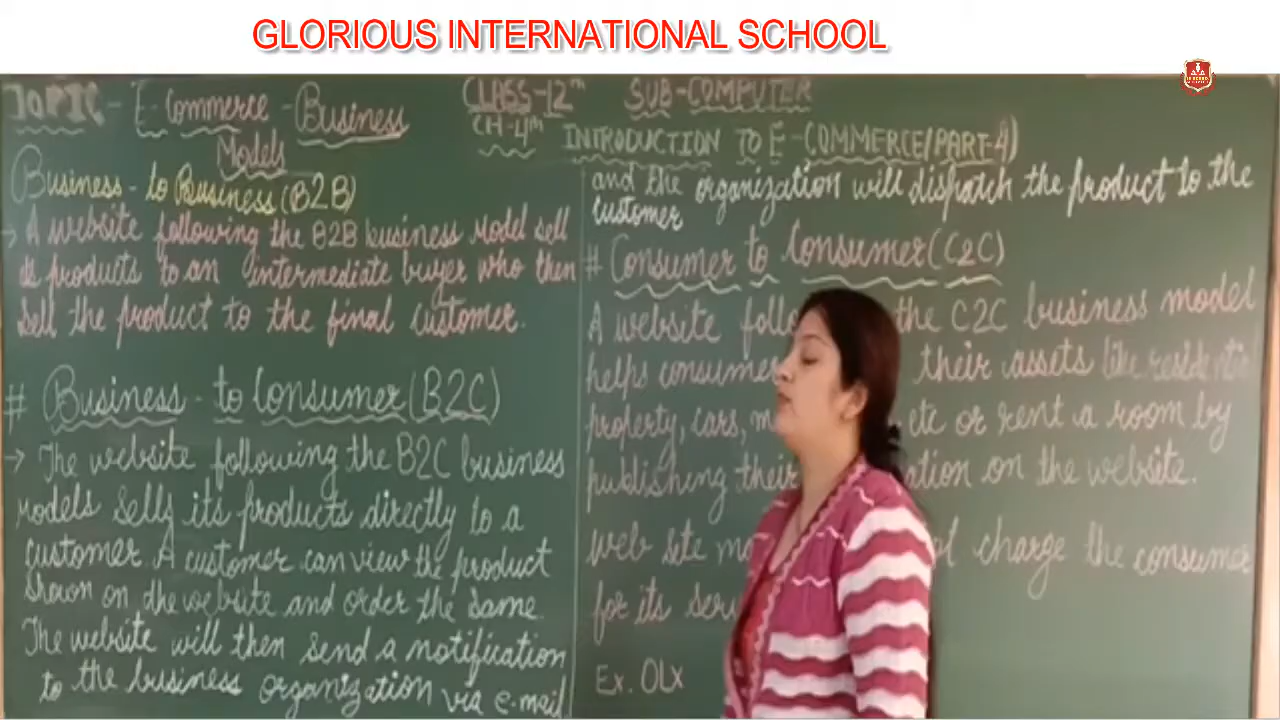 GLORIOUS INTERNATIONAL SCHOOL
TOPIC - E-Commerce - Business
Models
CLASS-12th SUB-COMPUTER
CH-4th INTRODUCTION TO E-COMMERCE(PART-4)
Business - to Business (B2B)
→ A website following the B2B business model sell
its products to an intermediate buyer who then
sell the product to the final customer.
# Business - to Consumer (B2C)
→ The website following the B2C business
models sells its products directly to a
customer. A customer can view the product
shown on the website and order the same.
The website will then send a notification
to the business organization via e-mail
and the organization will dispatch the product to the
customer
# Consumer to Consumer (C2C)
A website the C2C business model
helps their assets like
property, cars, etc or rent a room by
publishing their on the website.
web site charge the consumer
for its
Ex. OLX